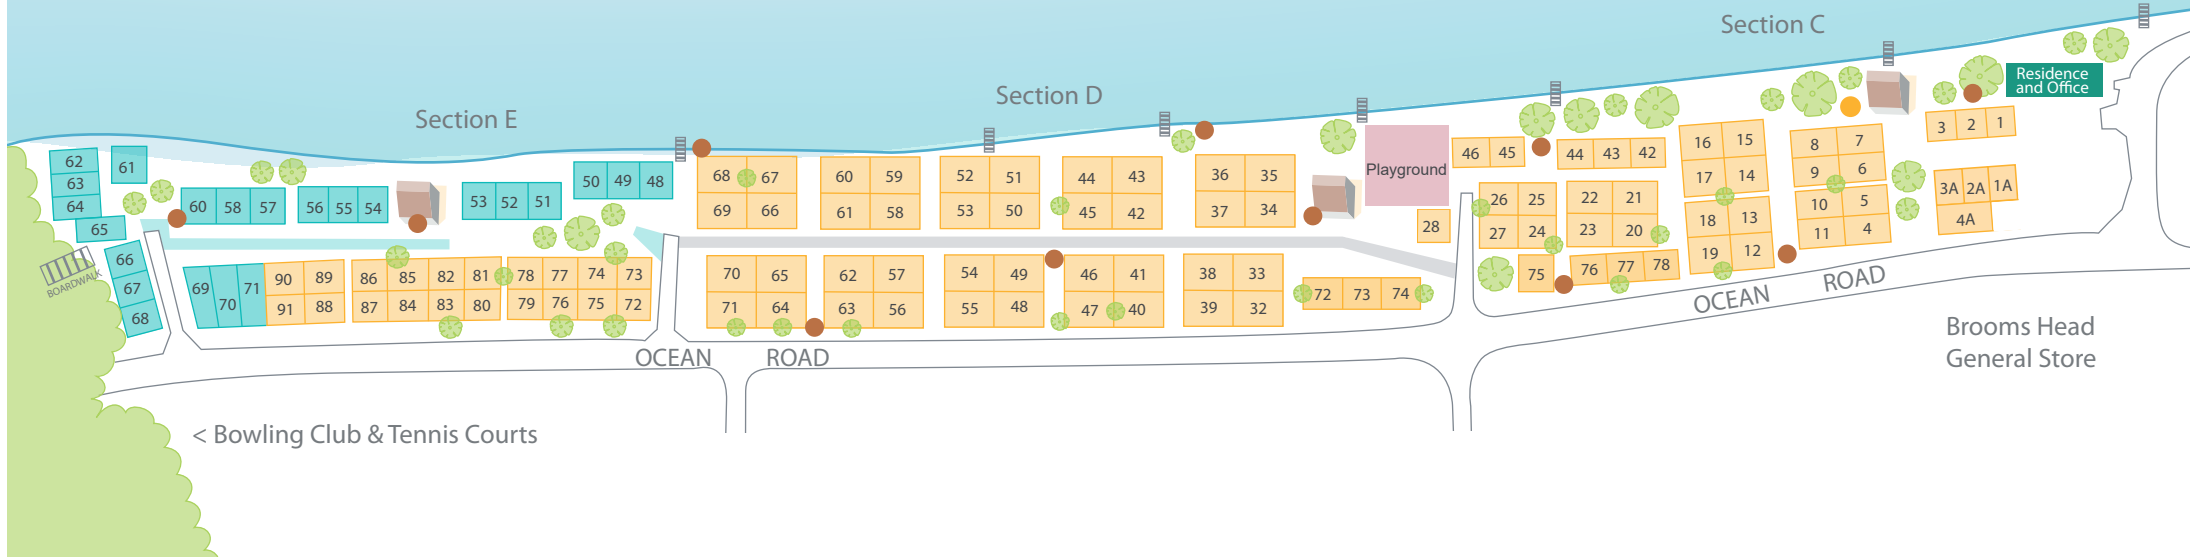 Section C
Section D
Section E
Residence
and Office
Playground
62
63
64
65
61
60 58 57
56 55 54
53 52 51
50 49 48
66
67
68
69 70 71
90 89
91 88
86 85 82 81
87 84 83 80
78 77 74 73
79 76 75 72
68 67
69 66
60 59
61 58
52 51
53 50
44 43
45 42
36 35
37 34
70 65
71 64
62 57
63 56
54 49
55 48
46 41
47 40
38 33
39 32
28
72 73 74
46 45
44 43 42
26 25
27 24
22 21
23 20
75
76 77 78
16 15
17 14
18 13
19 12
8 7
9 6
10 5
11 4
3 2 1
3A 2A 1A
4A
BOARDWALK
OCEAN ROAD
OCEAN ROAD
Brooms Head
General Store
< Bowling Club & Tennis Courts